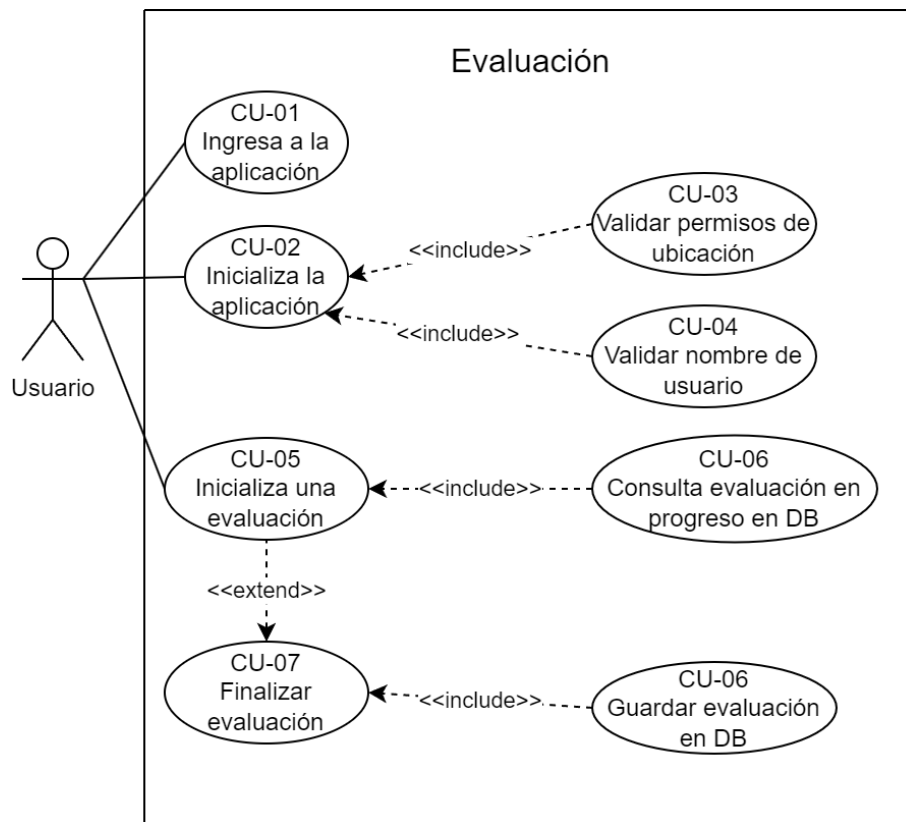 Evaluación
CU-01
Ingresa a la
aplicación
CU-03
Validar permisos de
ubicación
CU-02
Inicializa la
aplicación
<<include>>
<<include>>
CU-04
Validar nombre de
usuario
Usuario
CU-05
Inicializa una
evaluación
<<include>>
CU-06
Consulta evaluación en
progreso en DB
<<extend>>
CU-07
Finalizar
evaluación
<<include>>
CU-06
Guardar evaluación
en DB